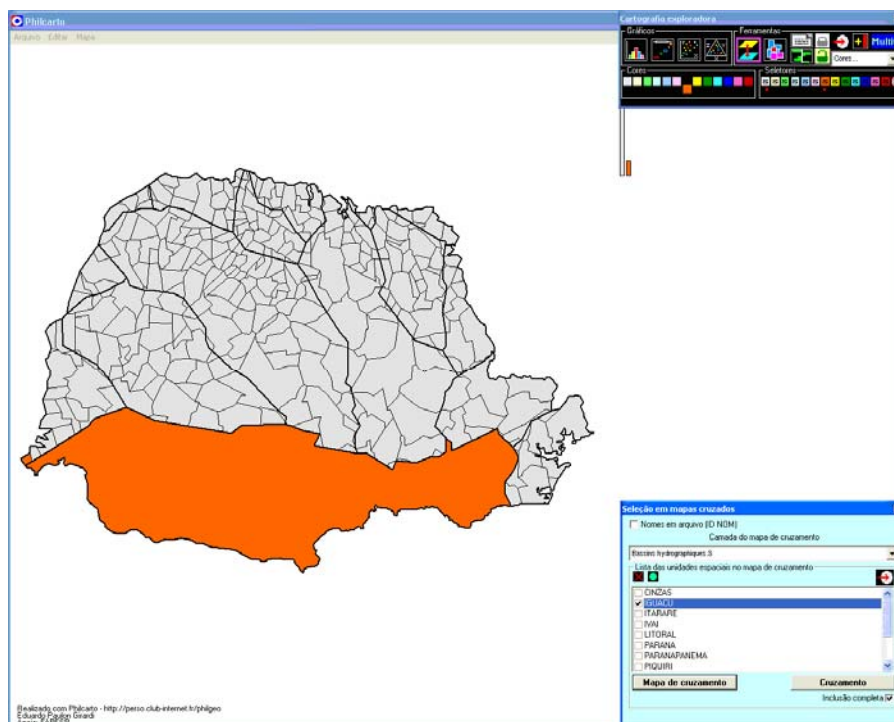 Philcarto
Arquivo Editar Mapa
Cartografia exploradora
Gráficos
Ferramentas
Multi
Cores...
Cores
Seletores
Seleção em mapas cruzados
Nomes em arquivo (ID NOM)
Camada do mapa de cruzamento
Bassins hydrographiques.S
Lista das unidades espaciais no mapa de cruzamento
CINZAS
IGUACU
ITARARE
IVAI
LITORAL
PARANA
PARANAPANEMA
PIQUIRI
Mapa de cruzamento
Cruzamento
Inclusão completa
Realizado com Philcarto - http://perso.club-internet.fr/philgeo
Eduardo Paulon Girardi